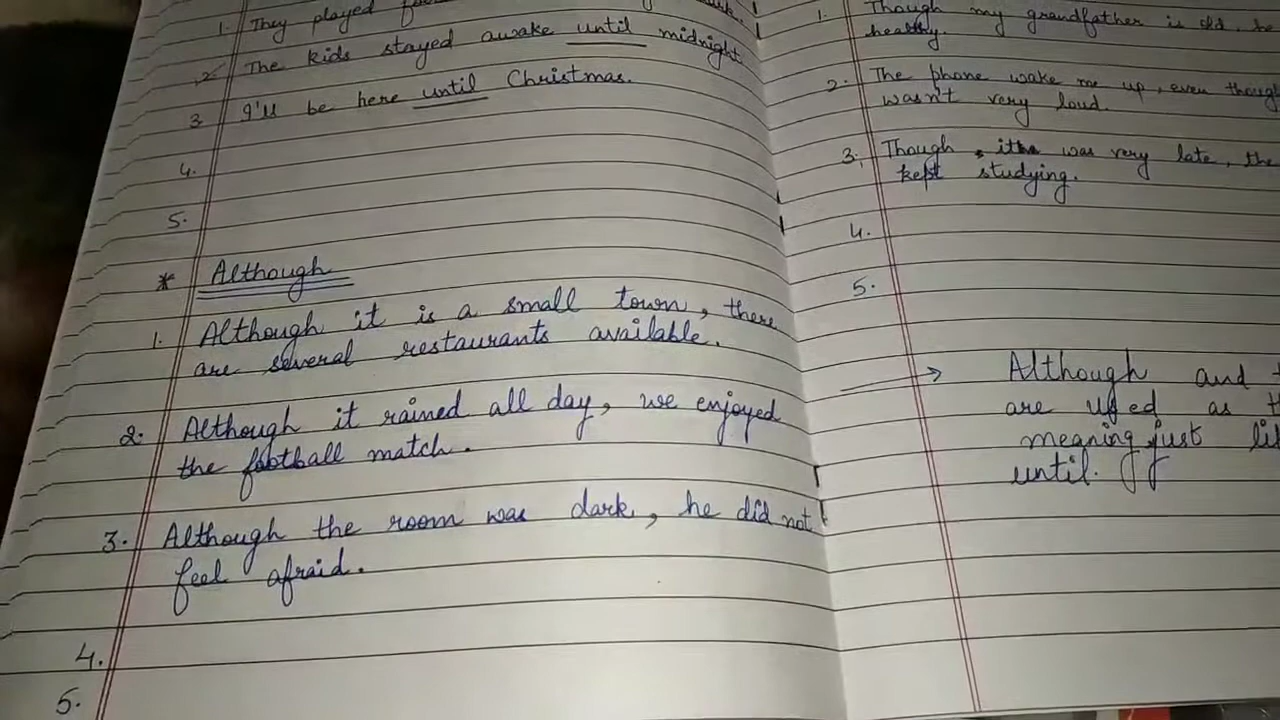 1. They played
2. The kids stayed awake until midnight
3 I'll be here until Christmas.
4.
5.
* Although
1. Although it is a small town, there
are several restaurants available.
2. Although it rained all day, we enjoyed
the football match.
3. Although the room was dark, he did not
feel afraid.
4.
5.
1. Though my grandfather is old, he
healthy.
2. The phone wake me up, even though
wasn't very loud.
3. Though, it was very late, the
kept studying.
4.
5.
→ Although and
are used as
meaning just
until.